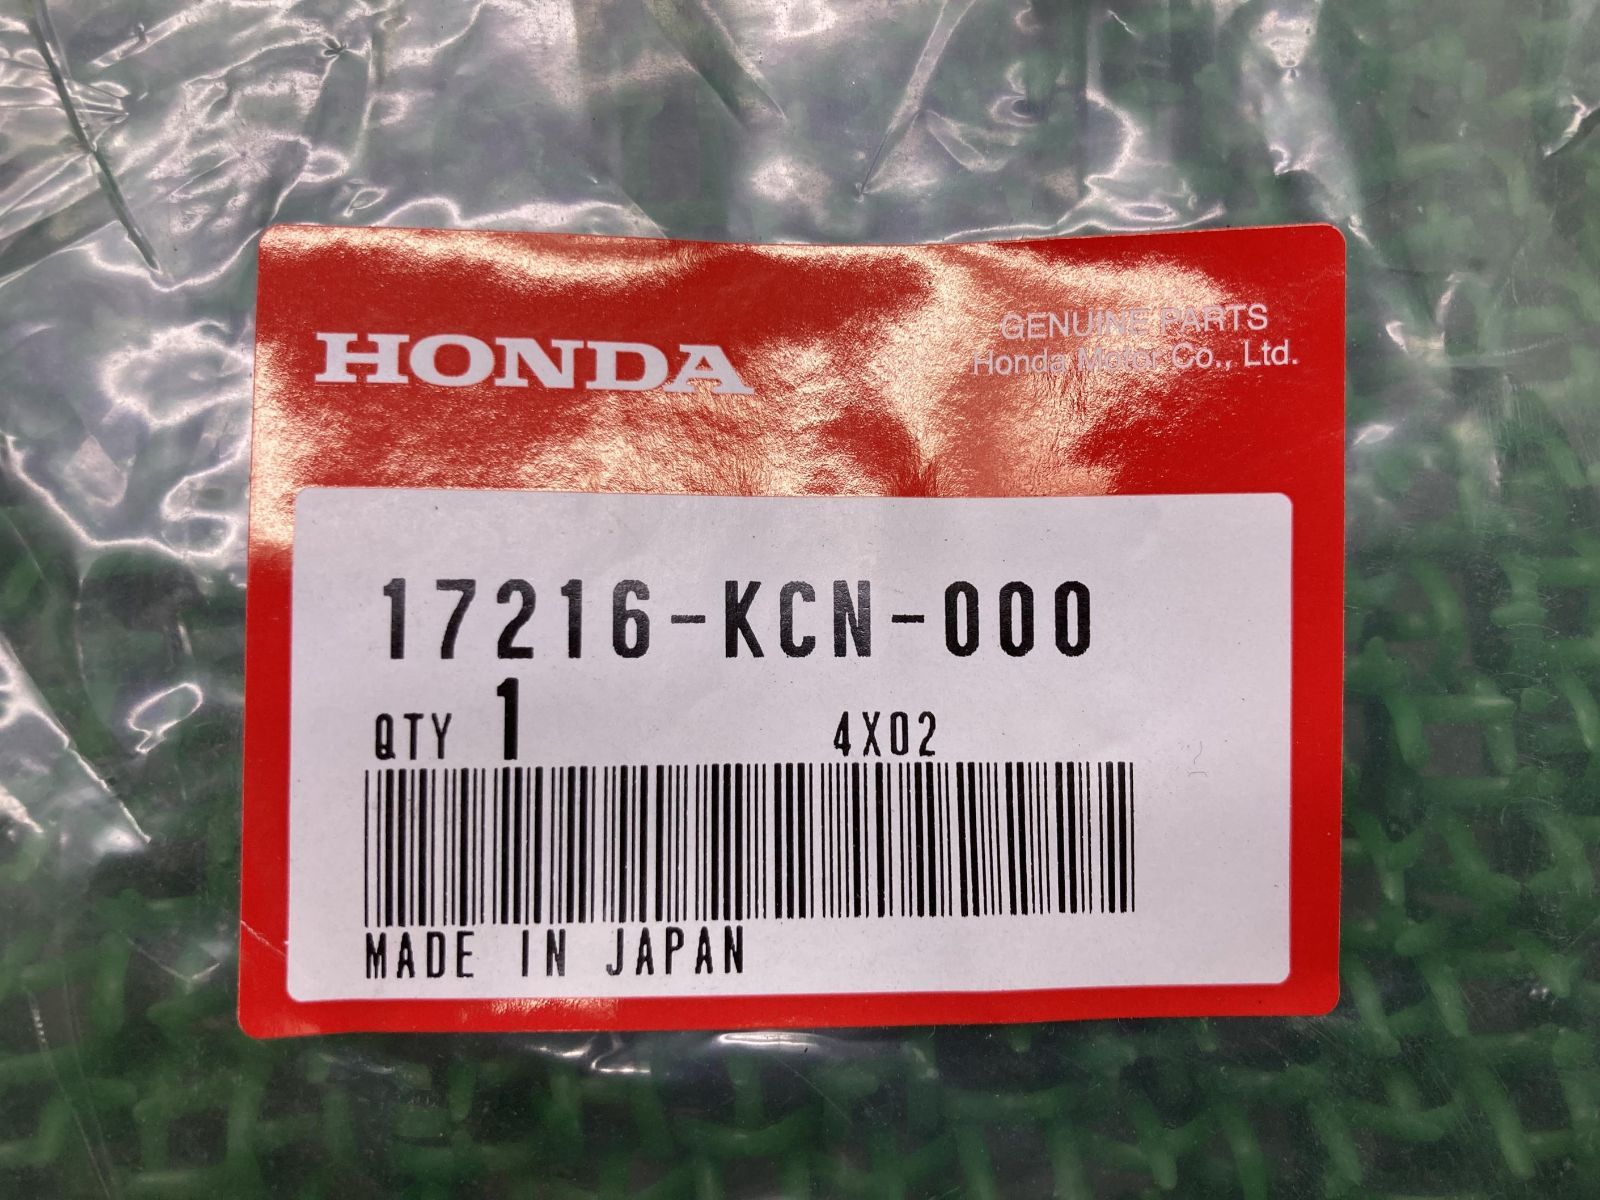 HONDA
GENUINE PARTS
Honda Motor Co., Ltd.
17216-KCN-000
QTY 1 4X02
MADE IN JAPAN